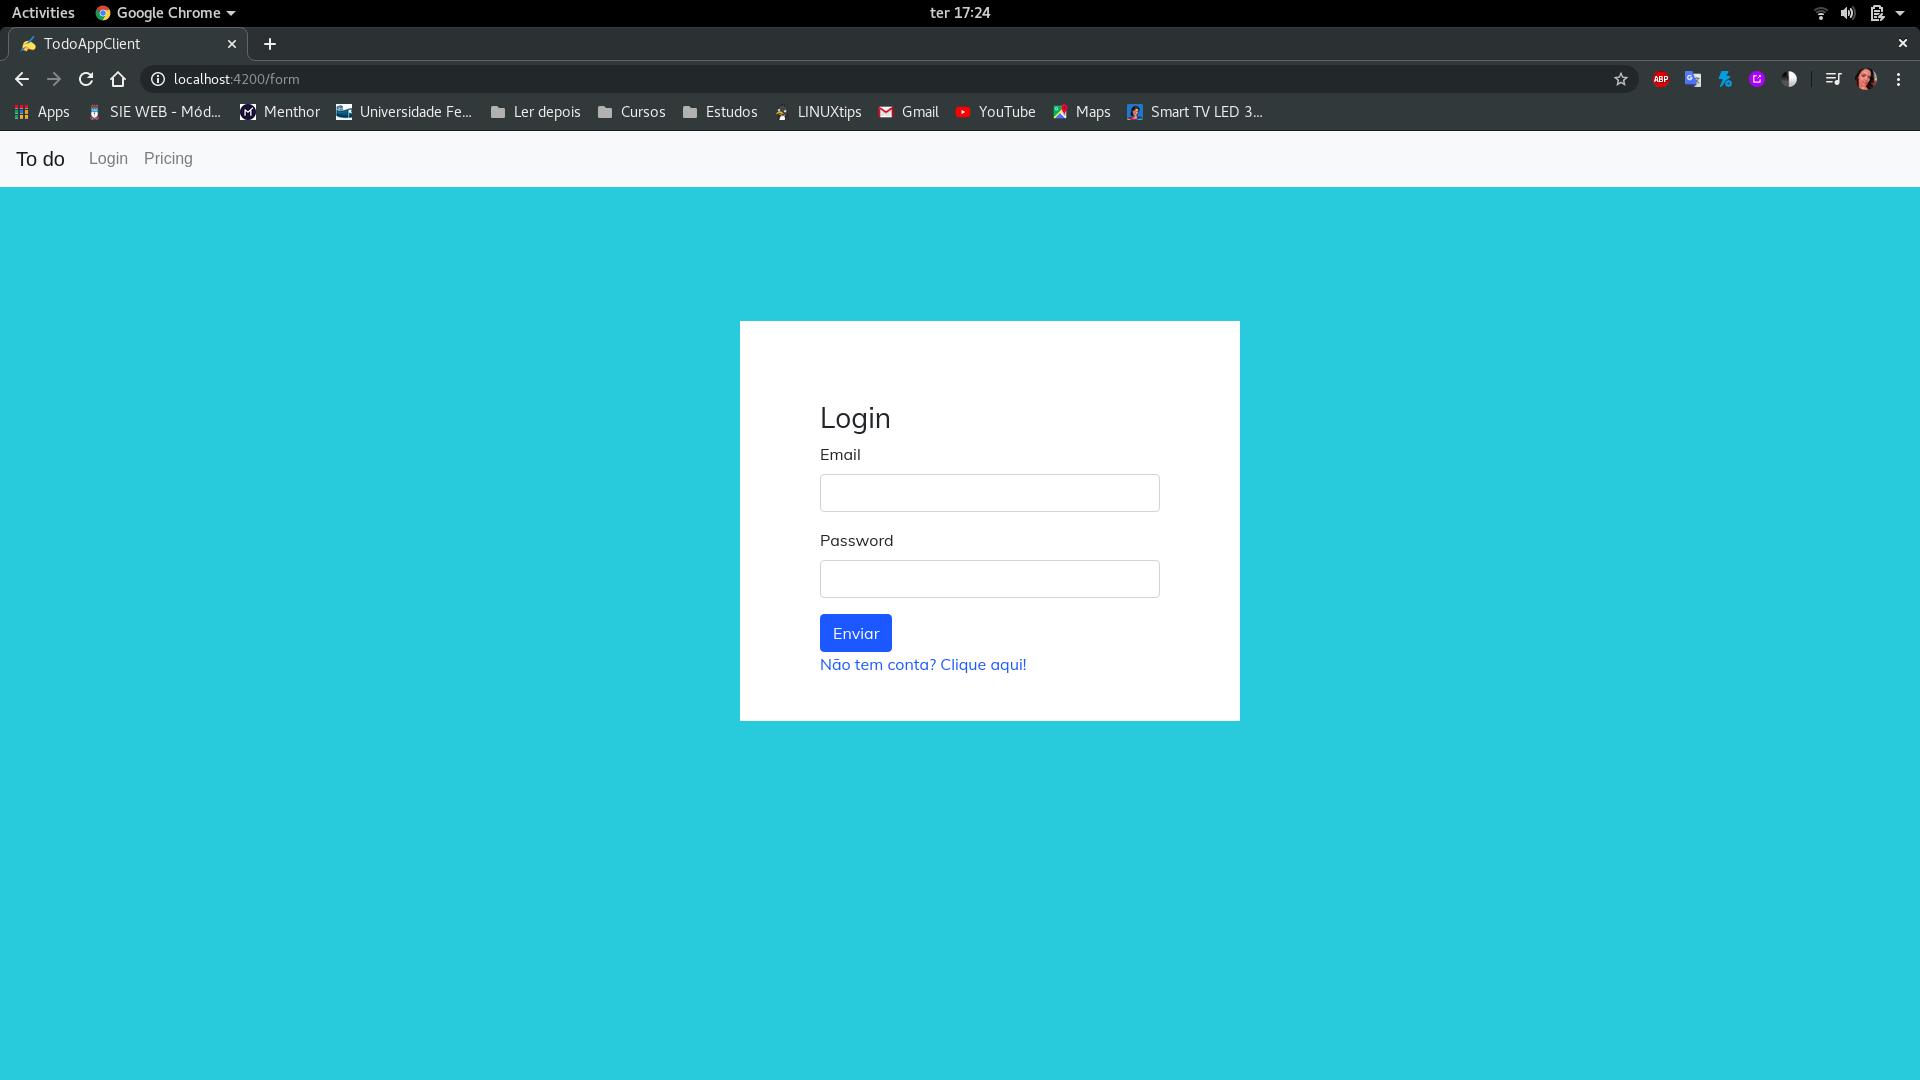 Activities Google Chrome ter 17:24
TodoAppClient
localhost:4200/form ABP
Apps SIE WEB - Mód... Menthor Universidade Fe... Ler depois Cursos Estudos LINUXtips Gmail YouTube Maps Smart TV LED 3...
To do Login Pricing
Login
Email
Password
Enviar
Não tem conta? Clique aqui!